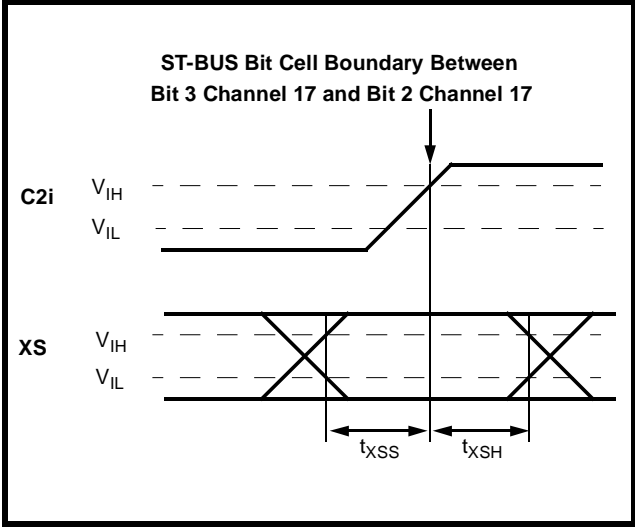 ST-BUS Bit Cell Boundary Between
Bit 3 Channel 17 and Bit 2 Channel 17
C2i
VIH
VIL
XS
VIH
VIL
tXSS
tXSH